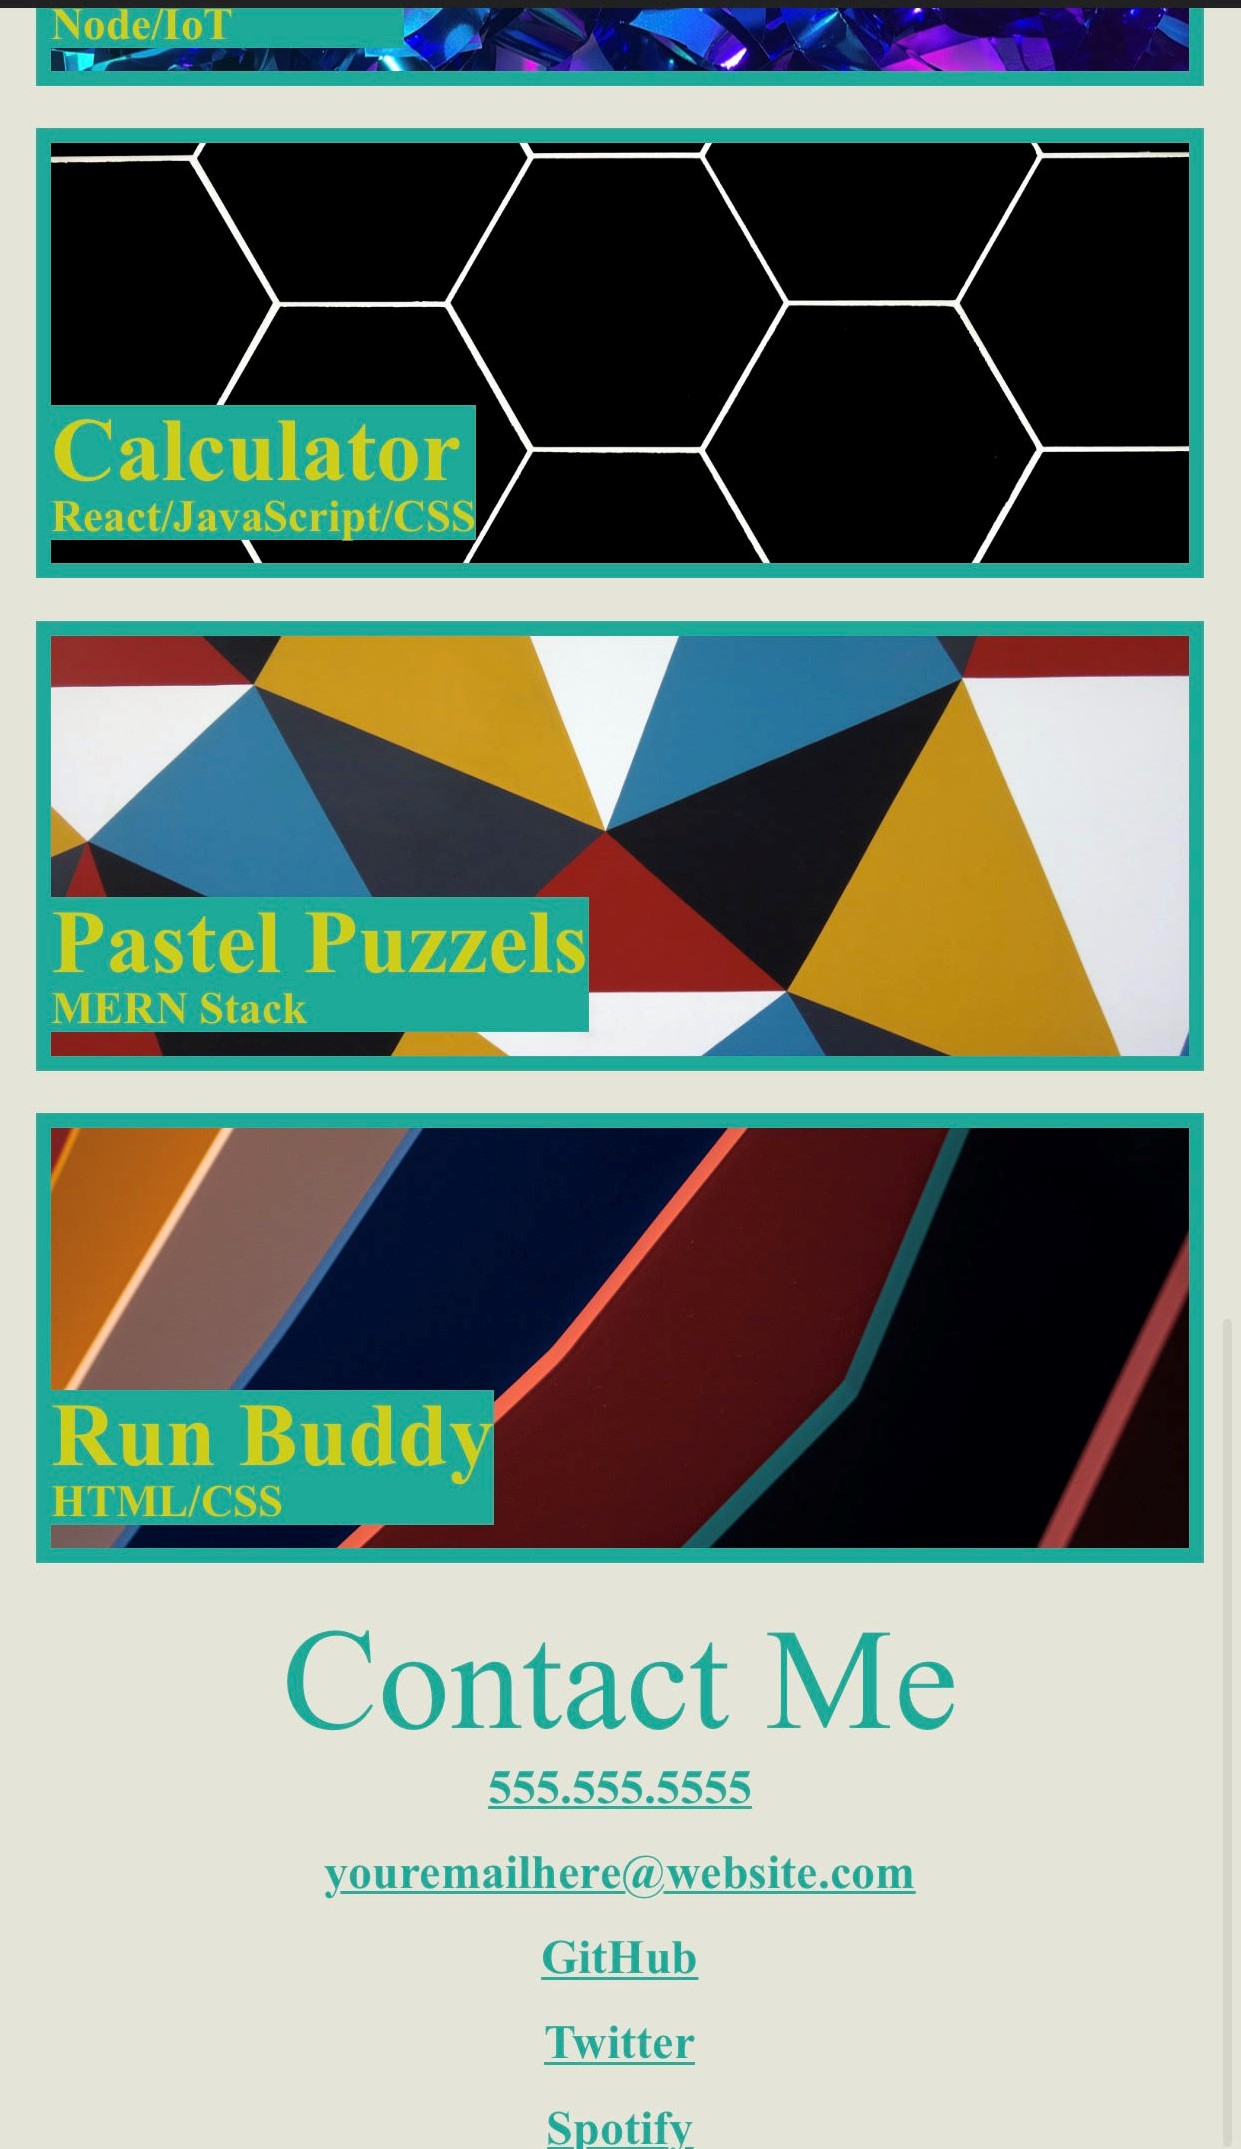 Node/IoT
Calculator
React/JavaScript/CSS
Pastel Puzzels
MERN Stack
Run Buddy
HTML/CSS
Contact Me
555.555.5555
youremailhere@website.com
GitHub
Twitter
Spotify